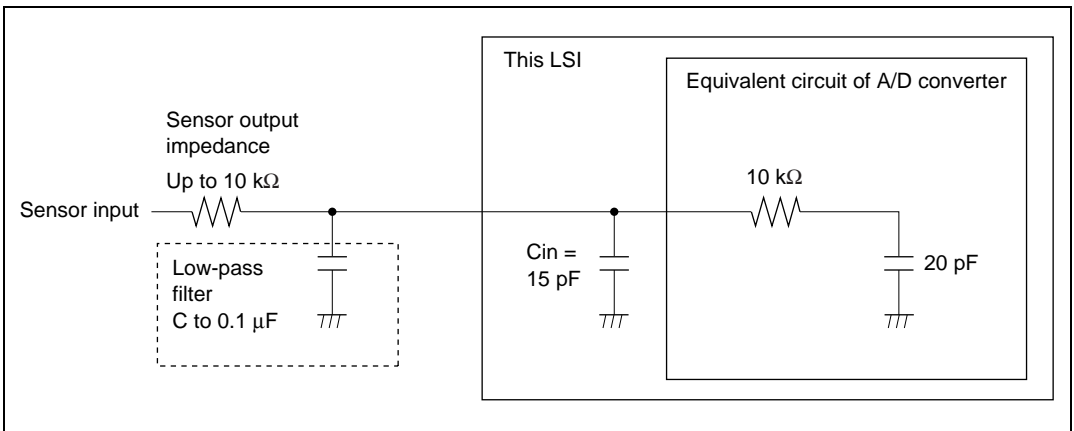 This LSI
Equivalent circuit of A/D converter
Sensor output
impedance
Up to 10 kΩ
10 kΩ
Sensor input
Low-pass
filter
C to 0.1 μF
Cin =
15 pF
20 pF